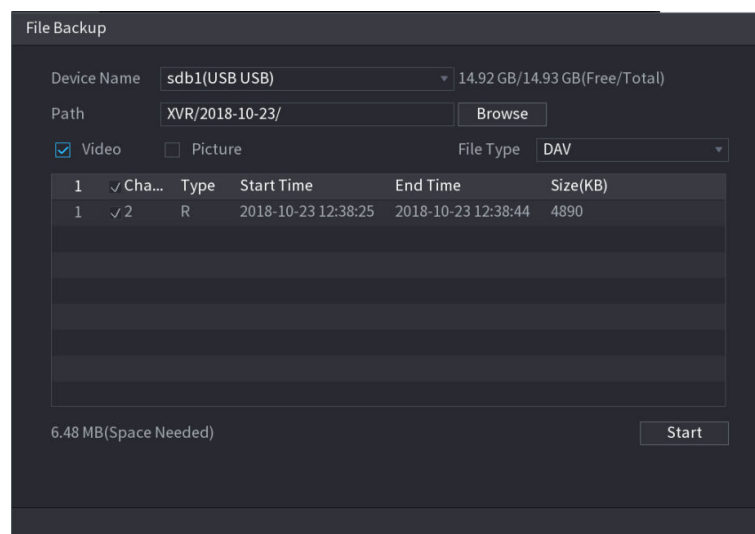 File Backup
Device Name sdb1(USB USB) 14.92 GB/14.93 GB(Free/Total)
Path XVR/2018-10-23/ Browse
Video Picture File Type DAV
1 Cha... Type Start Time End Time Size(KB)
1 2 R 2018-10-23 12:38:25 2018-10-23 12:38:44 4890
6.48 MB(Space Needed) Start